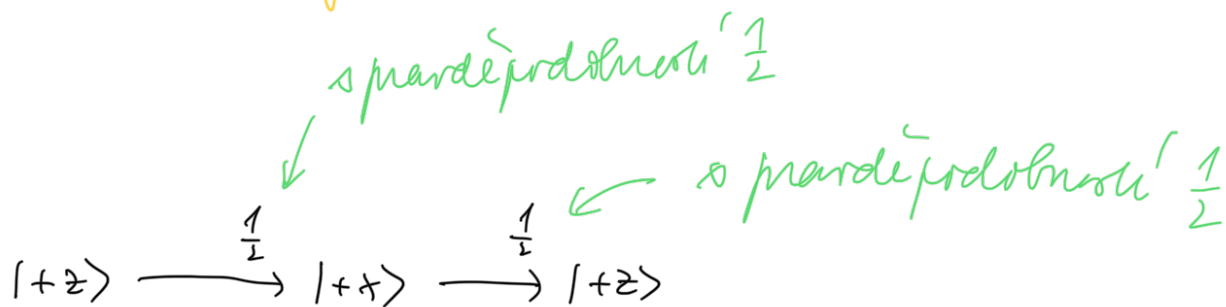 s pravděpodobností 1/2
s pravděpodobností 1/2
1/2 1/2
|+z⟩ ⟶ |+x⟩ ⟶ |+z⟩